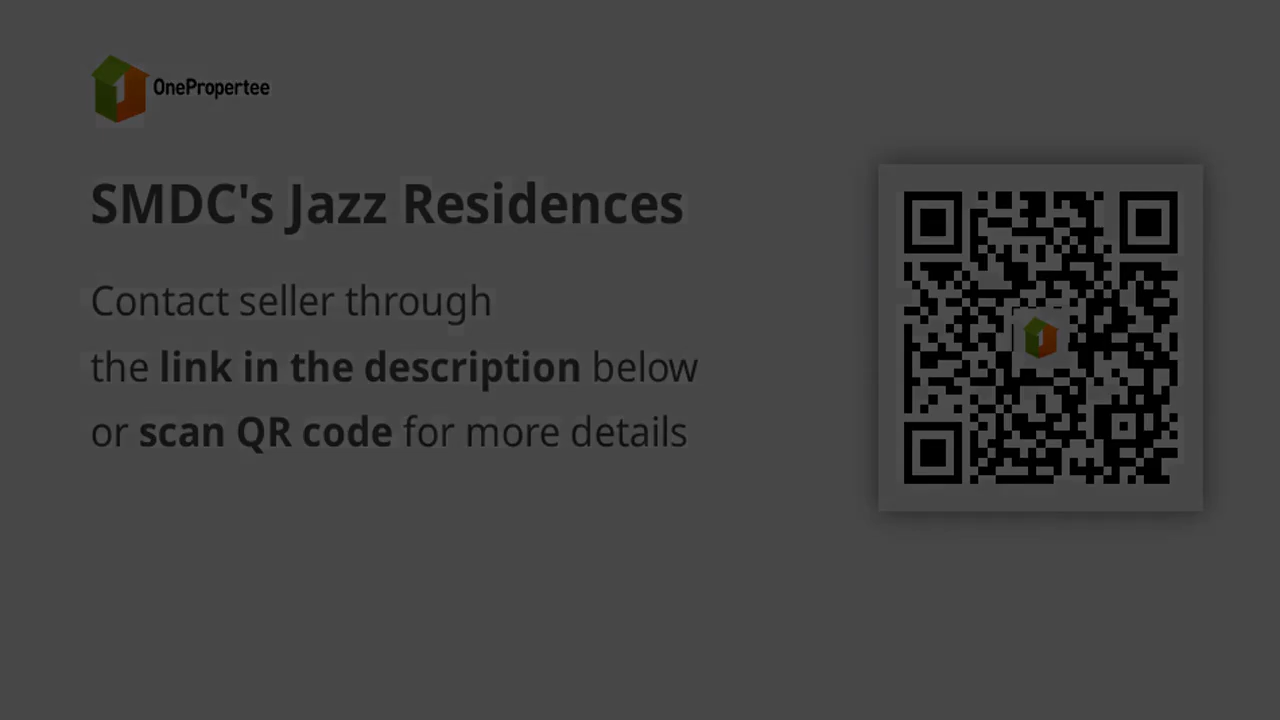 OnePropertee
SMDC's Jazz Residences
Contact seller through
the link in the description below
or scan QR code for more details